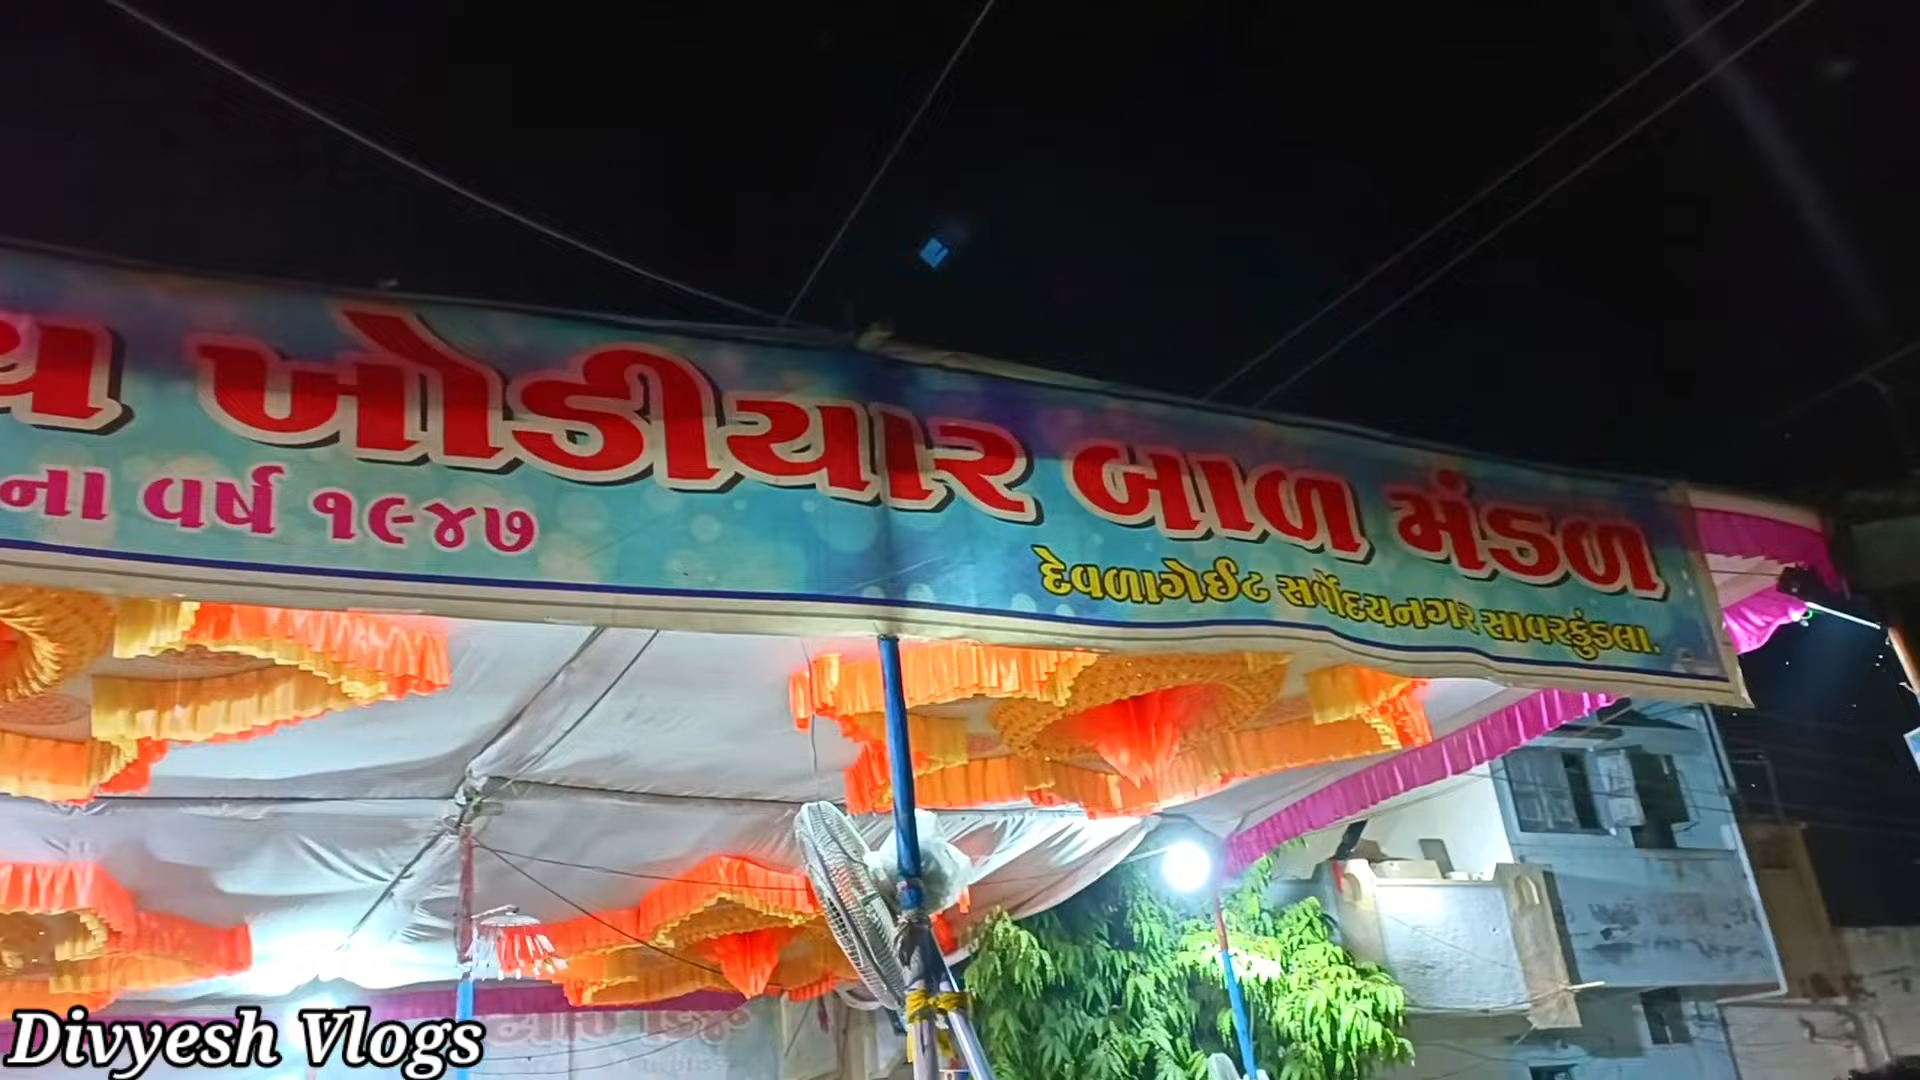 ખોડીયાર બાળ મંડળ
ના વર્ષ ૧૯૪૭
દેવળાગેઈટ સર્વોદયનગર સાવરકુંડલા.
Divyesh Vlogs